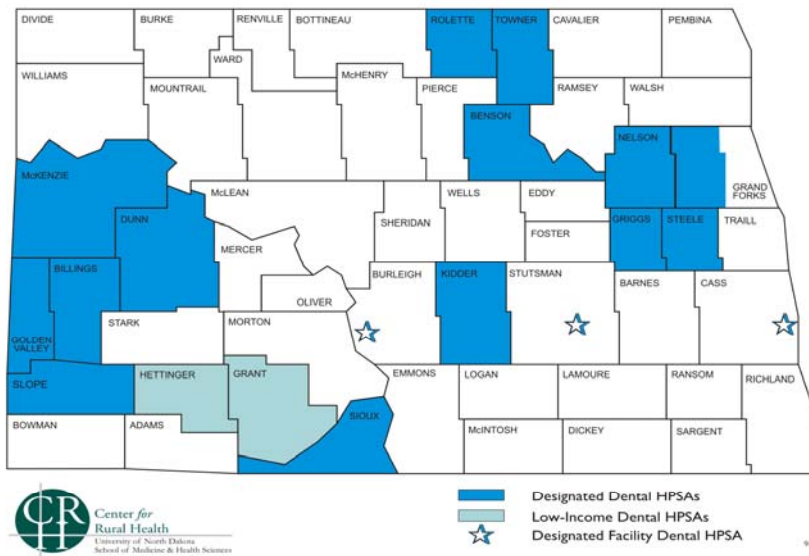 DIVIDE
BURKE
RENVILLE
BOTTINEAU
ROLETTE
TOWNER
CAVALIER
PEMBINA
WILLIAMS
WARD
MOUNTRAIL
McHENRY
PIERCE
RAMSEY
WALSH
BENSON
NELSON
McKENZIE
GRAND
FORKS
McLEAN
WELLS
EDDY
DUNN
SHERIDAN
GRIGGS
STEELE
TRAILL
FOSTER
MERCER
BILLINGS
BURLEIGH
KIDDER
STUTSMAN
BARNES
CASS
OLIVER
STARK
MORTON
GOLDEN
VALLEY
HETTINGER
GRANT
EMMONS
LOGAN
LAMOURE
RANSOM
RICHLAND
SLOPE
SIOUX
BOWMAN
ADAMS
McINTOSH
DICKEY
SARGENT
CRH
Center for
Rural Health
University of North Dakota
School of Medicine & Health Sciences
Designated Dental HPSAs
Low-Income Dental HPSAs
Designated Facility Dental HPSA